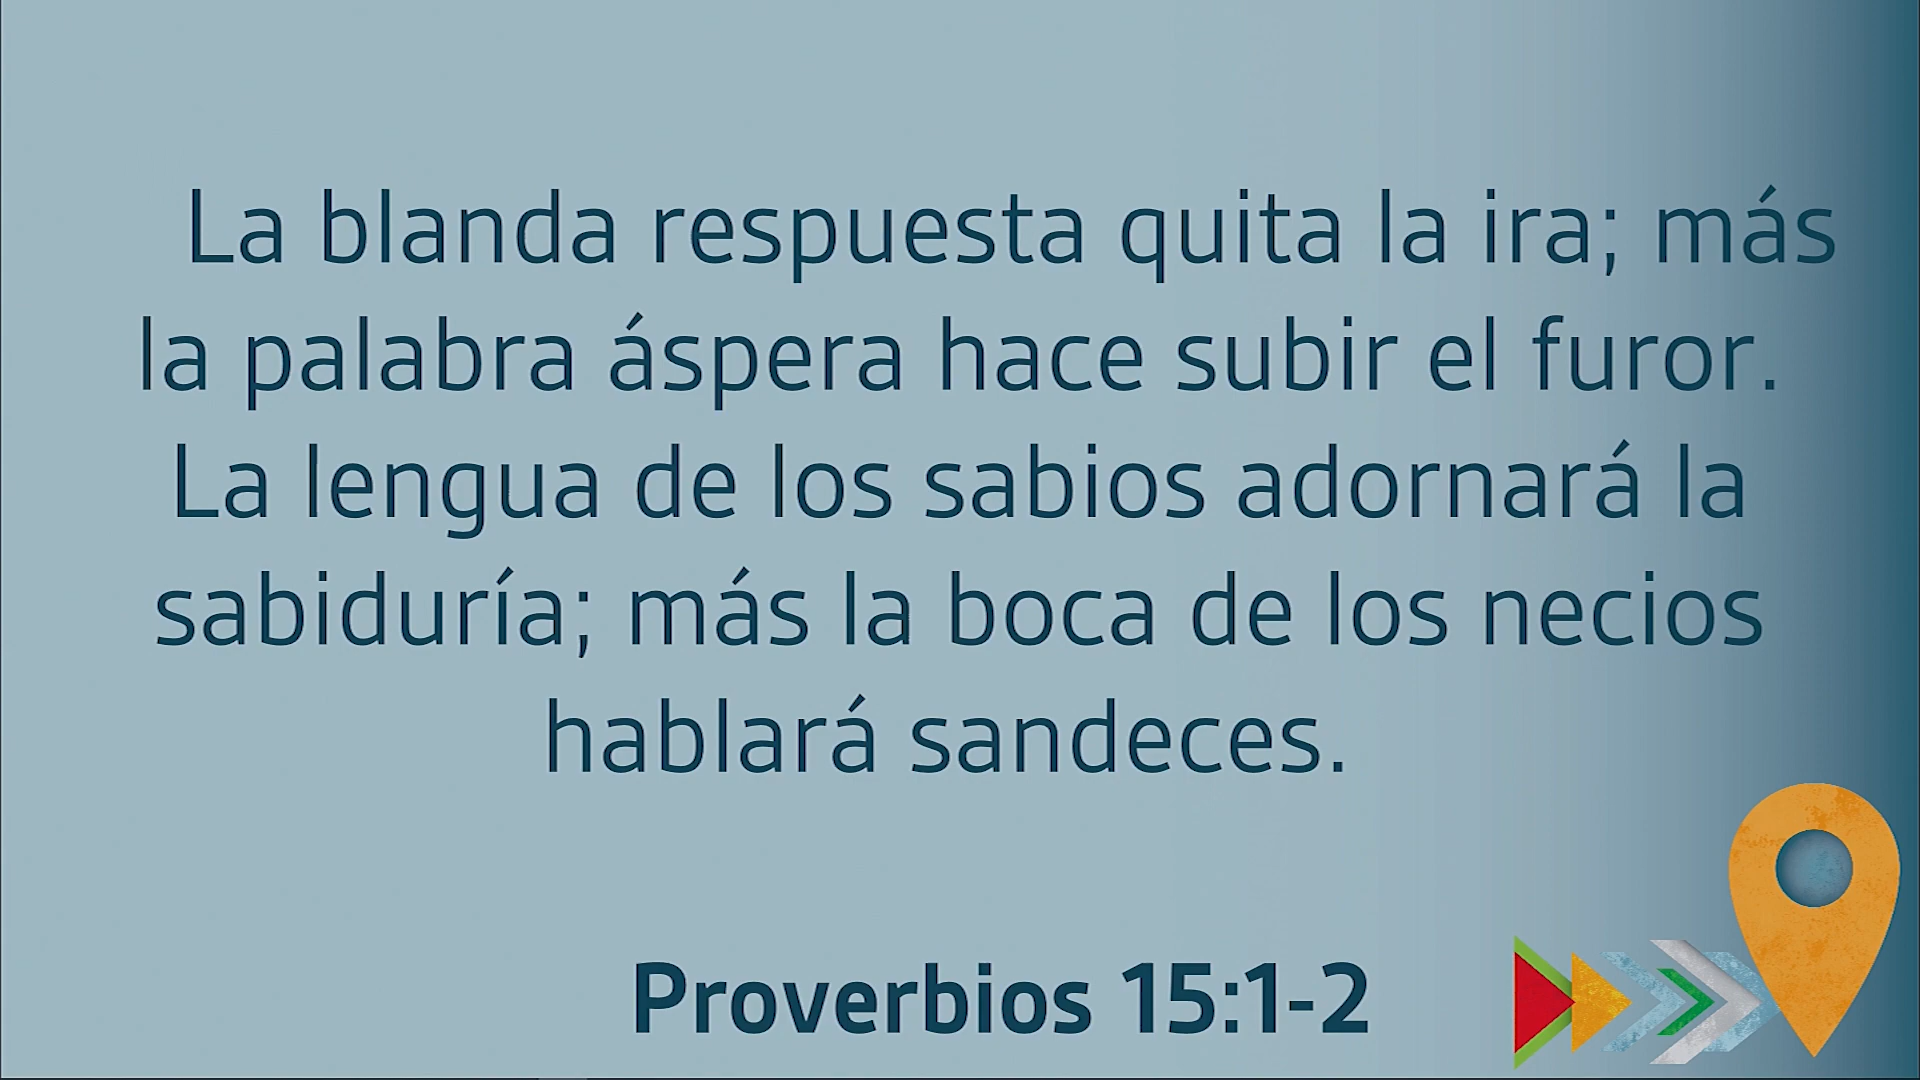 La blanda respuesta quita la ira; más
la palabra áspera hace subir el furor.
La lengua de los sabios adornará la
sabiduría; más la boca de los necios
hablará sandeces.
Proverbios 15:1-2